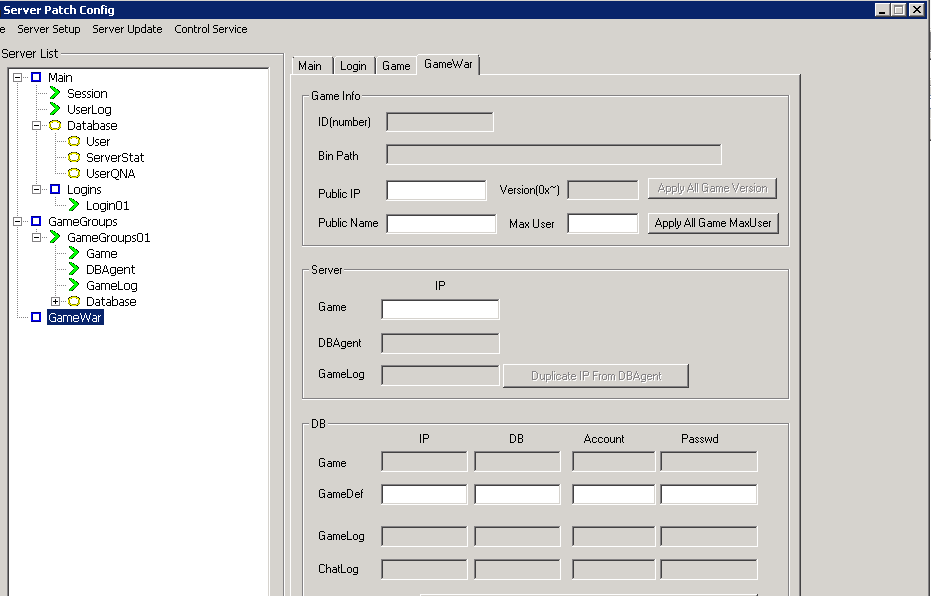 Server Patch Config
e Server Setup Server Update Control Service
Server List
Main
Session
UserLog
Database
User
ServerStat
UserQNA
Logins
Login01
GameGroups
GameGroups01
Game
DBAgent
GameLog
Database
GameWar
Main Login Game GameWar
Game Info
ID(number)
Bin Path
Public IP Version(0x~) Apply All Game Version
Public Name Max User Apply All Game MaxUser
Server
IP
Game
DBAgent
GameLog Duplicate IP From DBAgent
DB
IP DB Account Passwd
Game
GameDef
GameLog
ChatLog